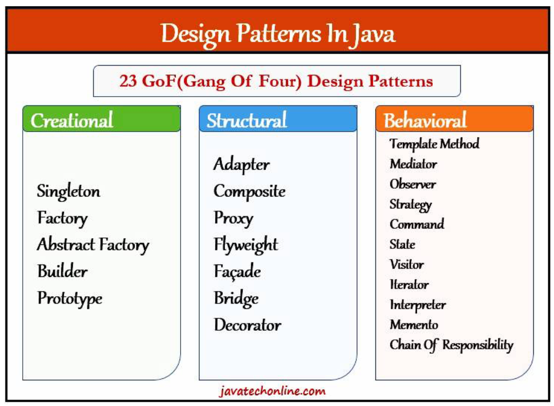 Design Patterns In Java
23 GoF(Gang Of Four) Design Patterns
Creational
Singleton
Factory
Abstract Factory
Builder
Prototype
Structural
Adapter
Composite
Proxy
Flyweight
Façade
Bridge
Decorator
Behavioral
Template Method
Mediator
Observer
Strategy
Command
State
Visitor
Iterator
Interpreter
Memento
Chain Of Responsibility
javatechonline.com